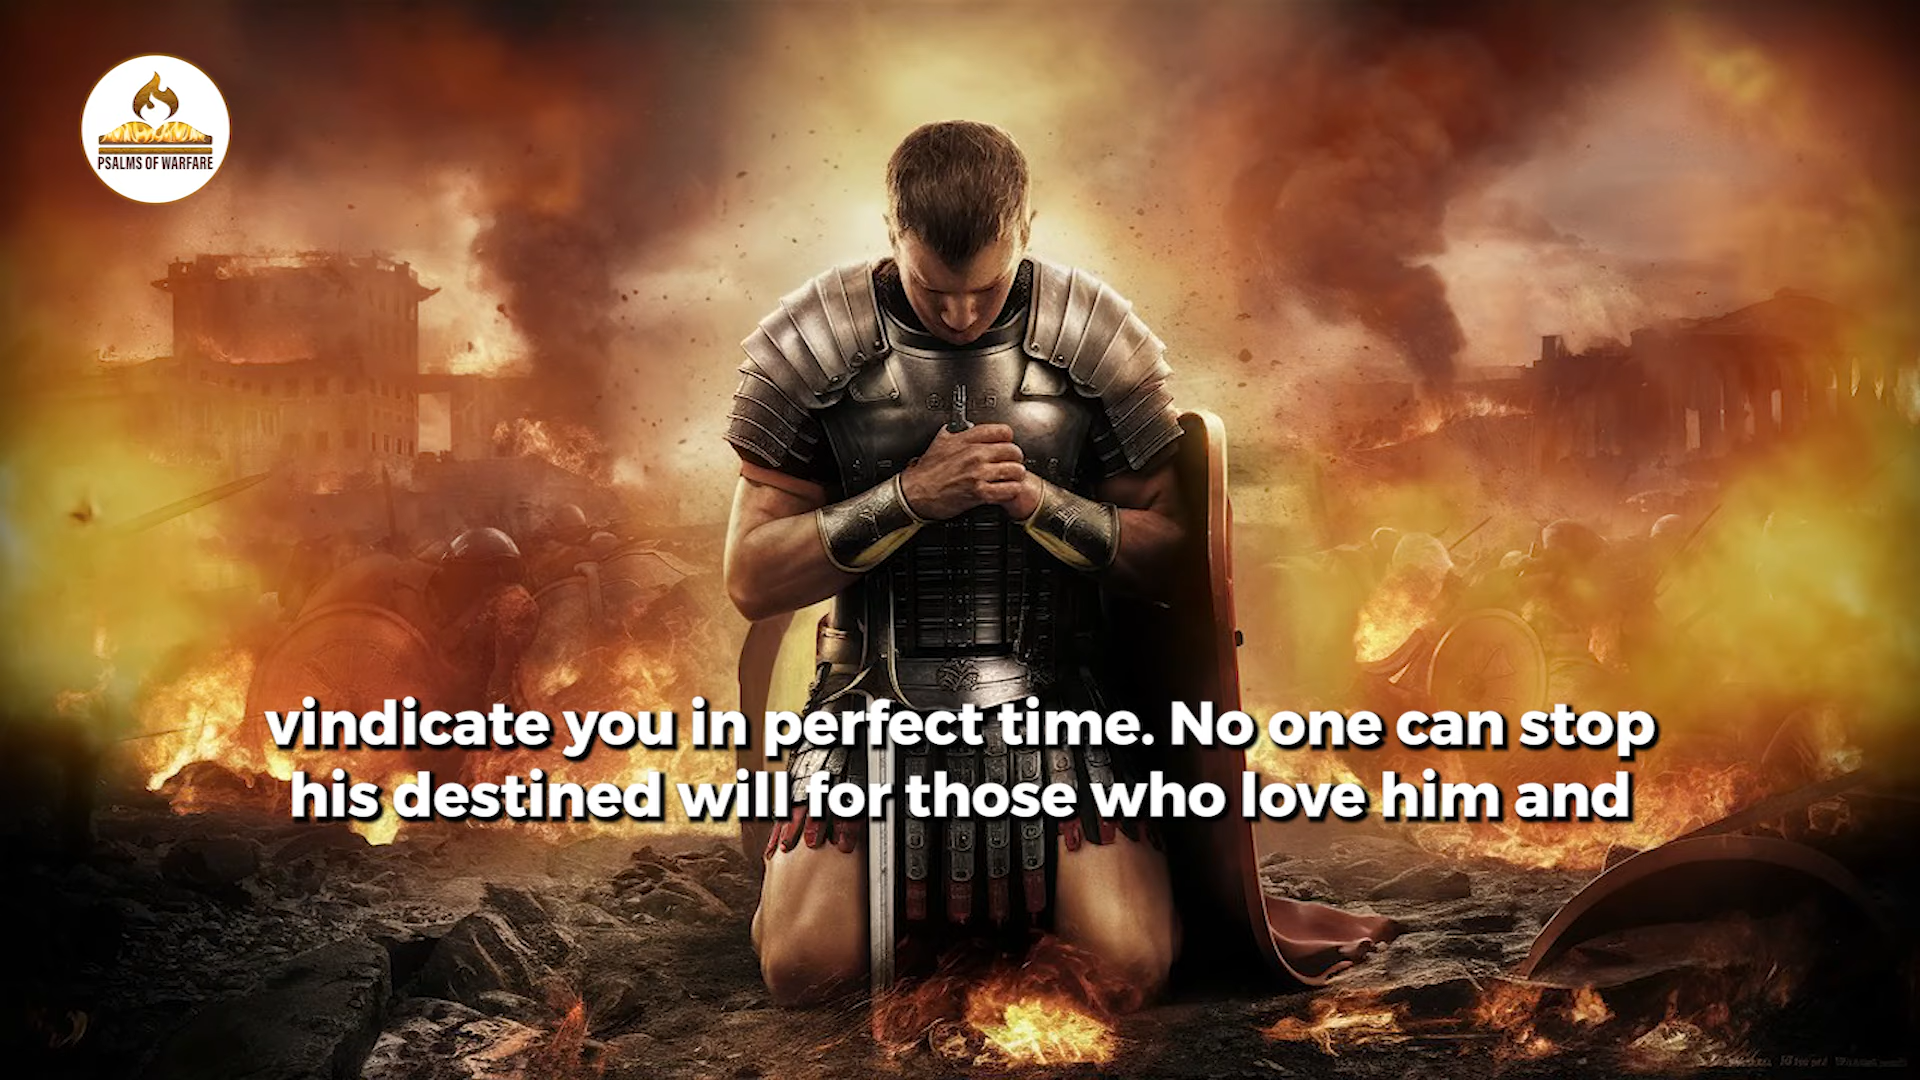 PSALMS OF WARFARE
vindicate you in perfect time. No one can stop
his destined will for those who love him and